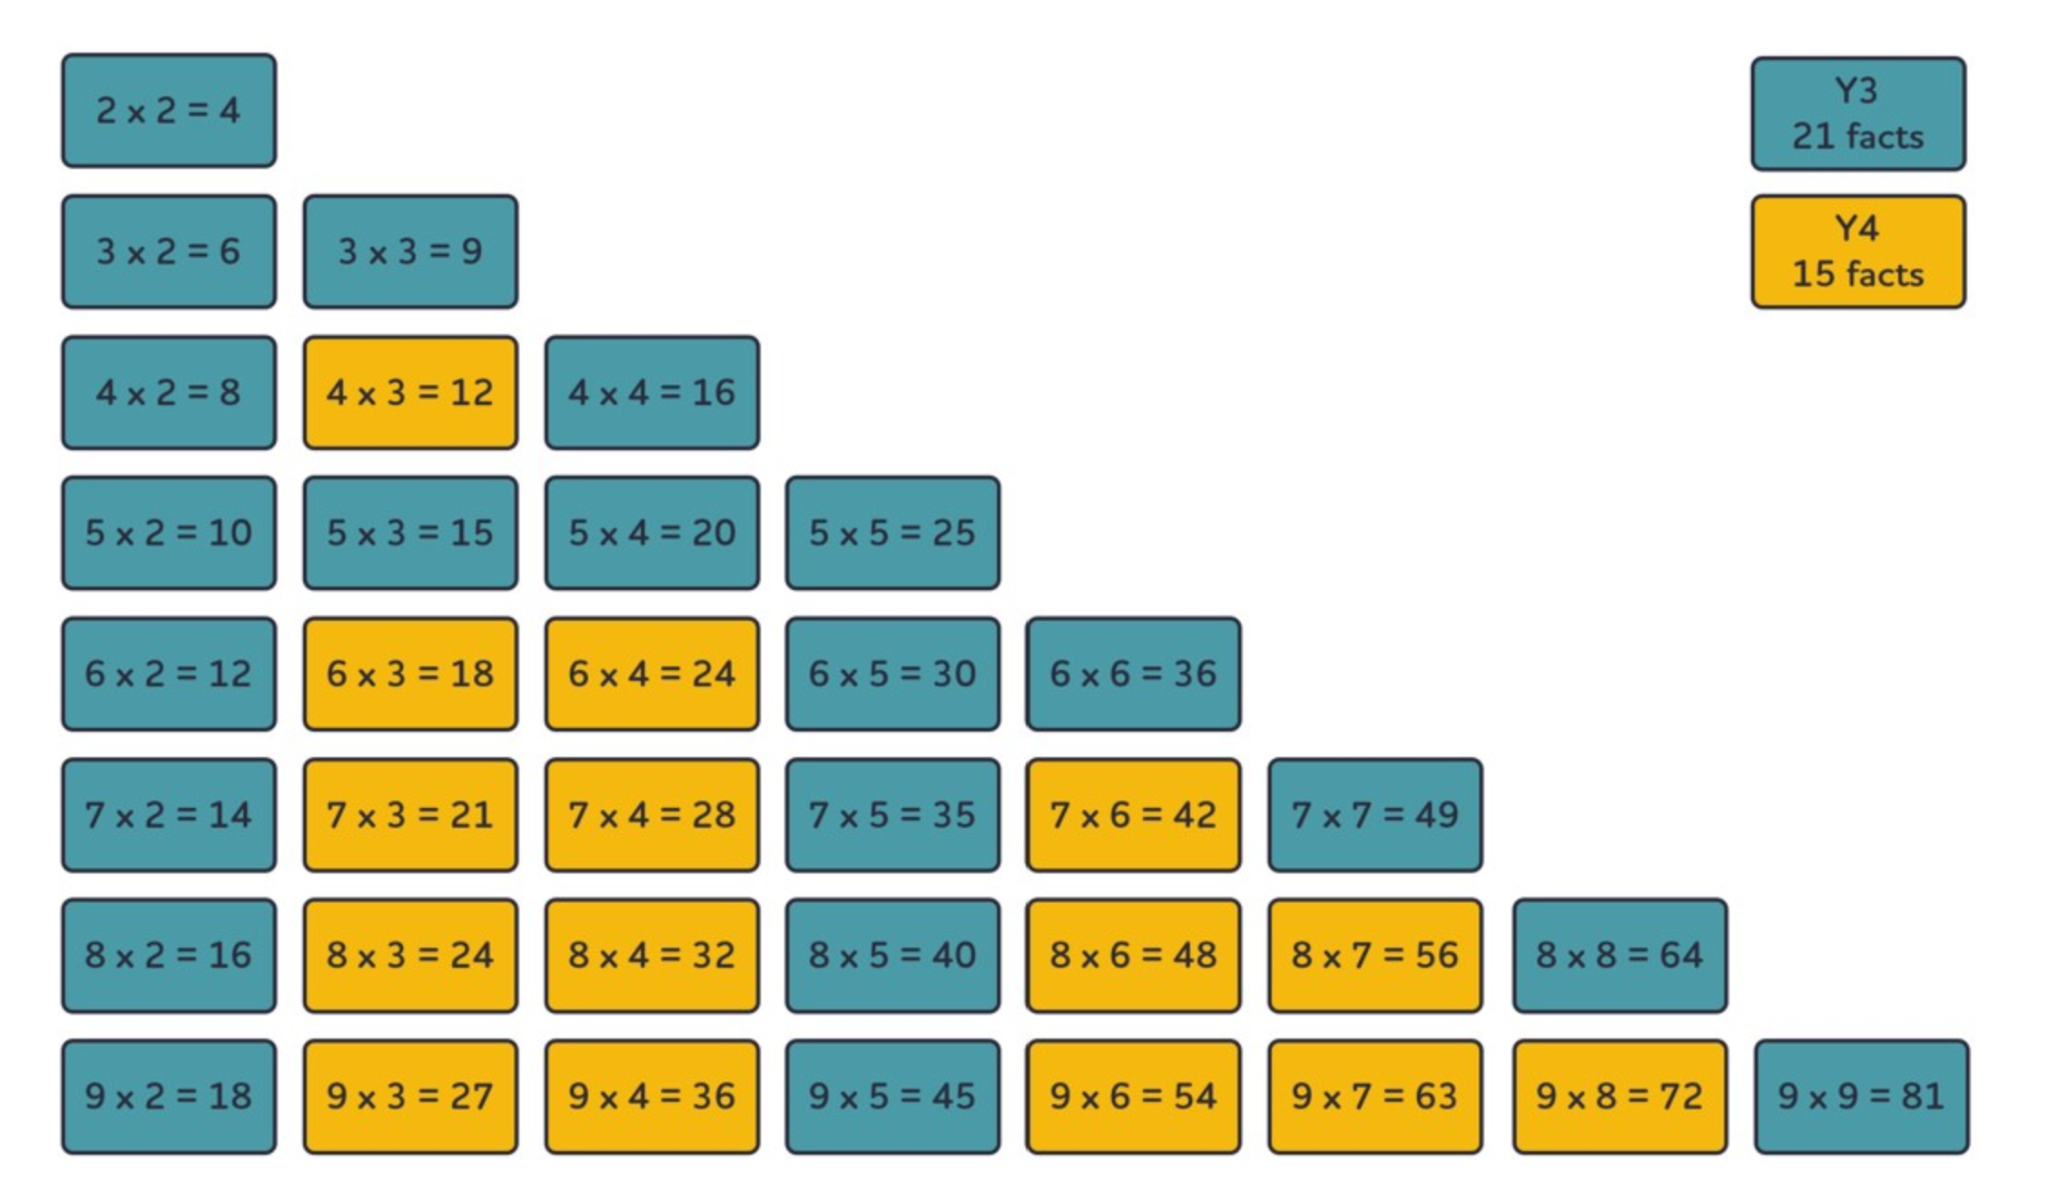 2 x 2 = 4
Y3
21 facts
3 x 2 = 6
3 x 3 = 9
Y4
15 facts
4 x 2 = 8
4 x 3 = 12
4 x 4 = 16
5 x 2 = 10
5 x 3 = 15
5 x 4 = 20
5 x 5 = 25
6 x 2 = 12
6 x 3 = 18
6 x 4 = 24
6 x 5 = 30
6 x 6 = 36
7 x 2 = 14
7 x 3 = 21
7 x 4 = 28
7 x 5 = 35
7 x 6 = 42
7 x 7 = 49
8 x 2 = 16
8 x 3 = 24
8 x 4 = 32
8 x 5 = 40
8 x 6 = 48
8 x 7 = 56
8 x 8 = 64
9 x 2 = 18
9 x 3 = 27
9 x 4 = 36
9 x 5 = 45
9 x 6 = 54
9 x 7 = 63
9 x 8 = 72
9 x 9 = 81